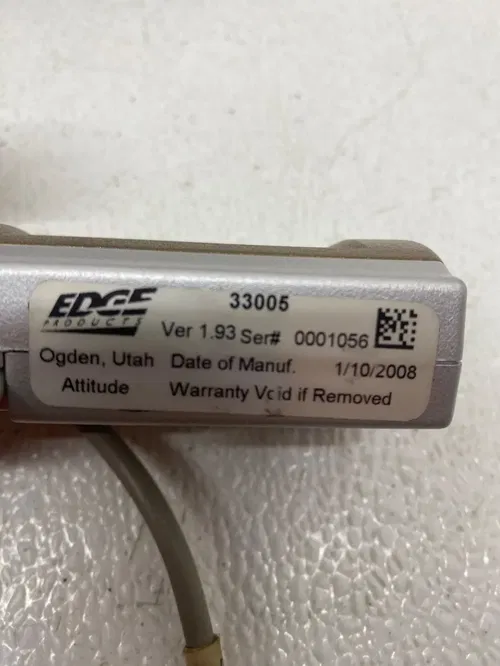 EDGE
PRODUCTS
33005
Ver 1.93 Ser# 0001056
Ogden, Utah Date of Manuf. 1/10/2008
Attitude Warranty Void if Removed